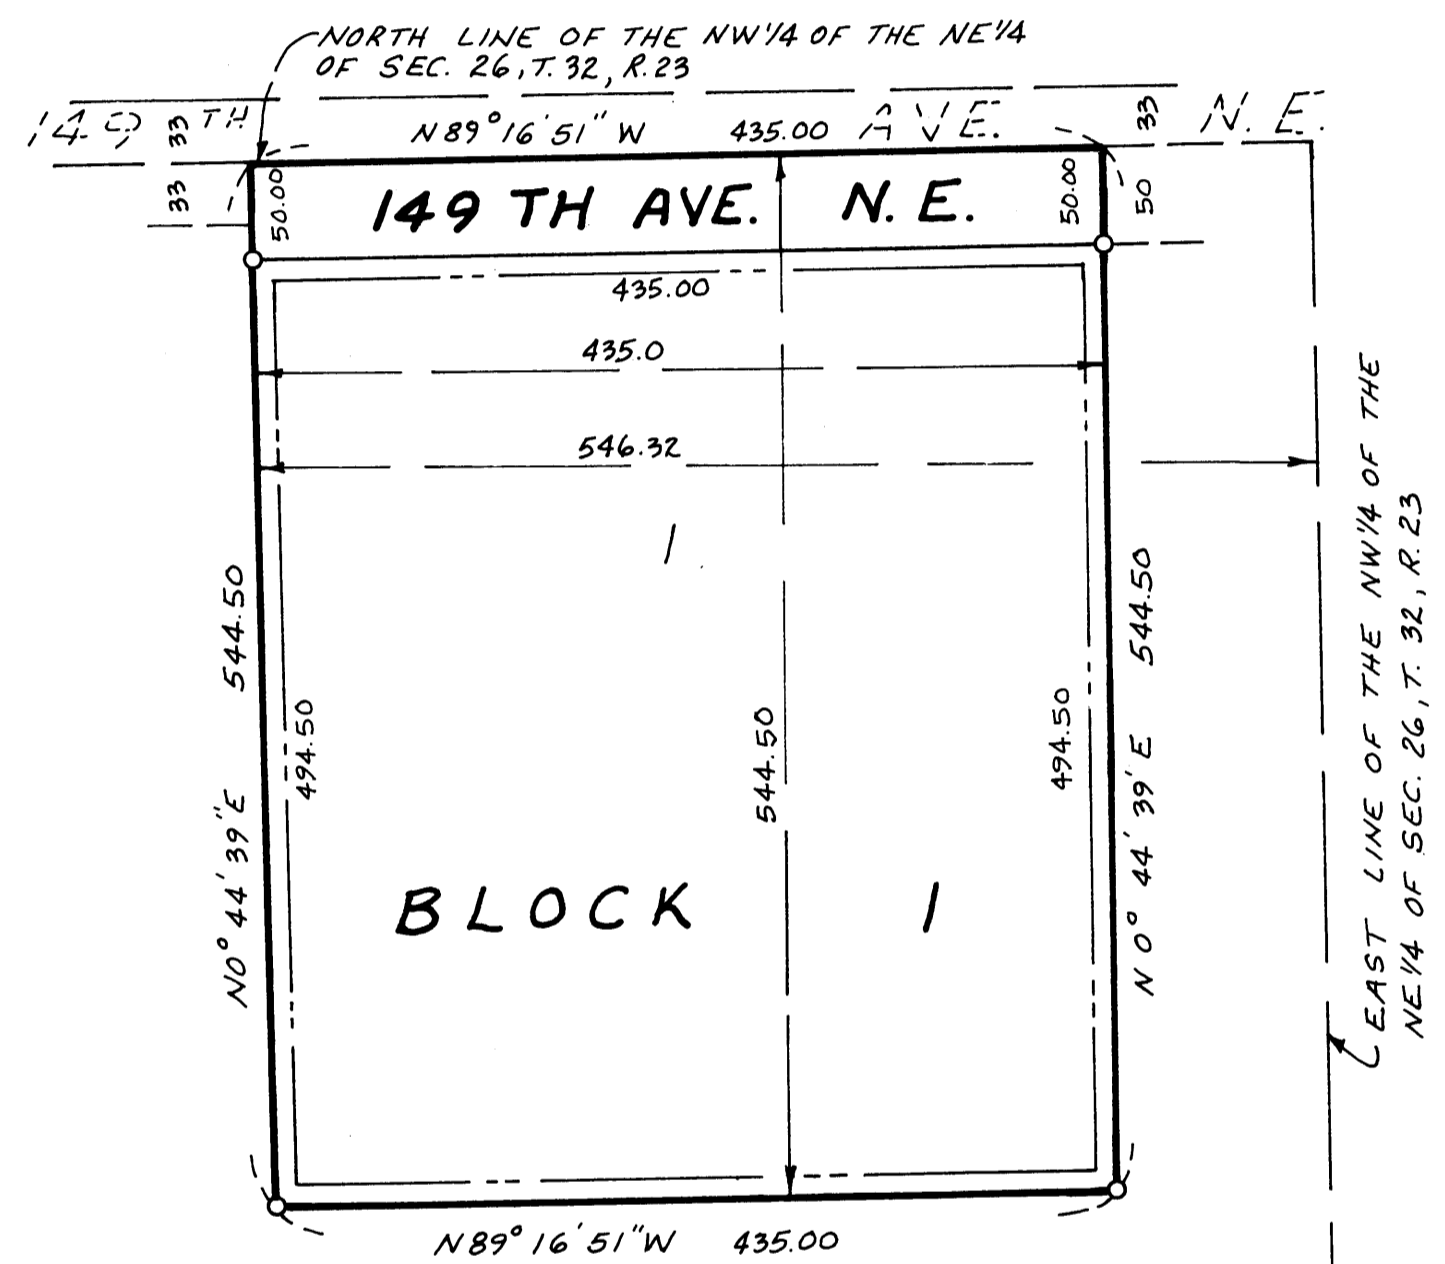 NORTH LINE OF THE NW1/4 OF THE NE1/4
OF SEC. 26, T. 32, R. 23
149 TH AVE. N. E.
33
33
N 89° 16' 51" W 435.00
33
50
50.00
149 TH AVE. N. E.
50.00
435.00
435.0
546.32
1
544.50
N0° 44' 39" E
494.50
544.50
494.50
544.50
N 0° 44' 39' E
BLOCK 1
EAST LINE OF THE NW1/4 OF THE
NE1/4 OF SEC. 26, T. 32, R. 23
N 89° 16' 51" W 435.00